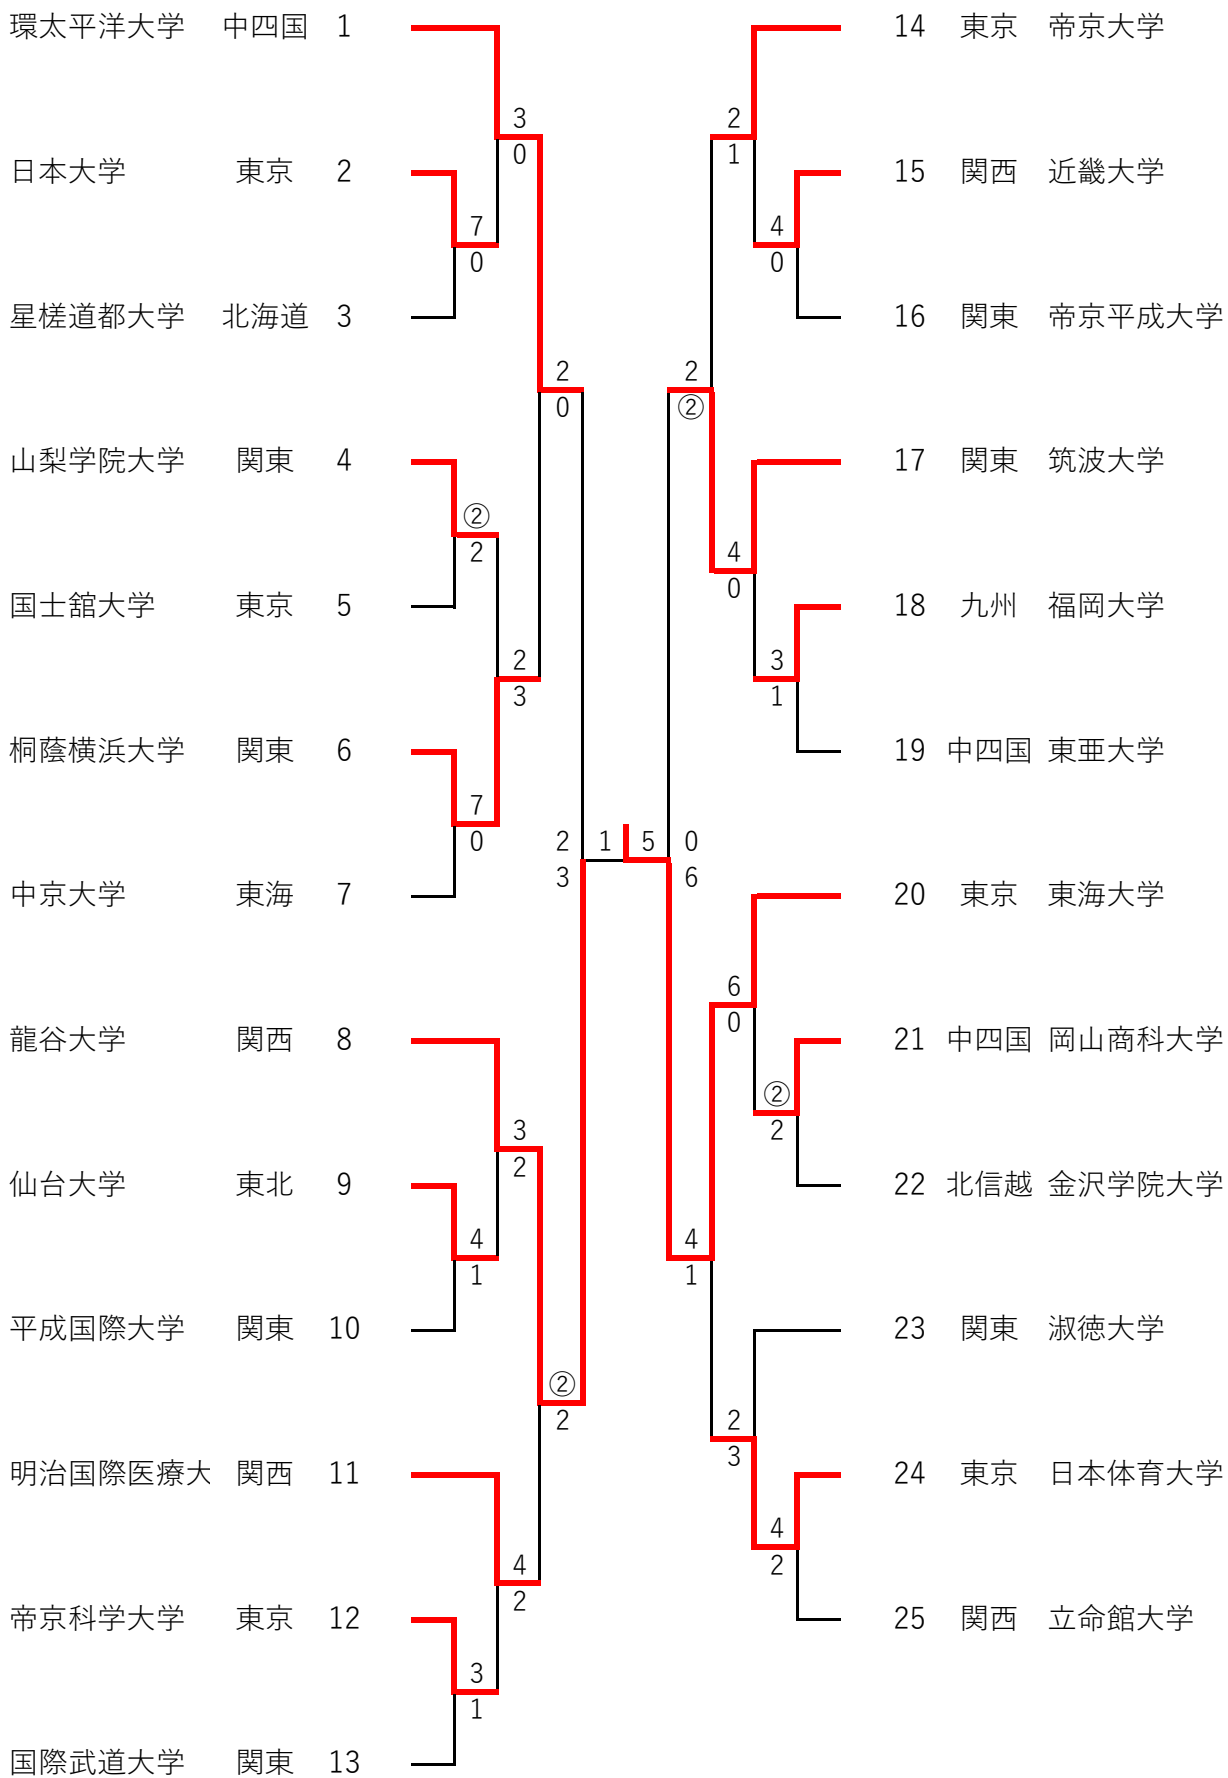 環太平洋大学 中四国 1 14 東京 帝京大学
3 2
0 1
日本大学 東京 2 15 関西 近畿大学
7 4
0 0
星槎道都大学 北海道 3 16 関東 帝京平成大学
2 2
0 ②
山梨学院大学 関東 4 17 関東 筑波大学
②
2 4
国士舘大学 東京 5 0 18 九州 福岡大学
2 3
3 1
桐蔭横浜大学 関東 6 19 中四国 東亜大学
7
0 2 1 5 0
3 6
中京大学 東海 7 20 東京 東海大学
6
0
龍谷大学 関西 8 21 中四国 岡山商科大学
②
3 2
2
仙台大学 東北 9 22 北信越 金沢学院大学
4 4
1 1
平成国際大学 関東 10 23 関東 淑徳大学
②
2 2
3
明治国際医療大 関西 11 24 東京 日本体育大学
4
4 2
2
帝京科学大学 東京 12 25 関西 立命館大学
3
1
国際武道大学 関東 13